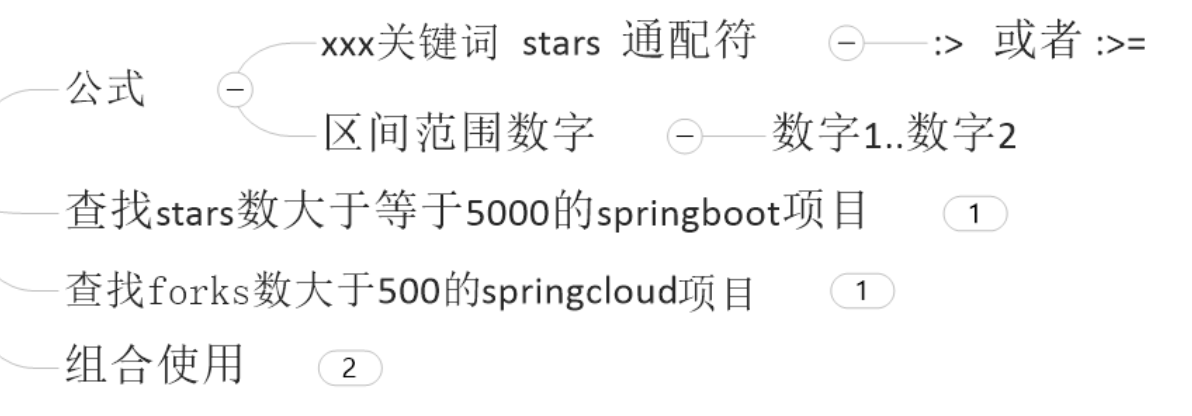 xxx关键词 stars 通配符 :> 或者 :>=
公式
区间范围数字 数字1..数字2
查找stars数大于等于5000的springboot项目 1
查找forks数大于500的springcloud项目 1
组合使用 2